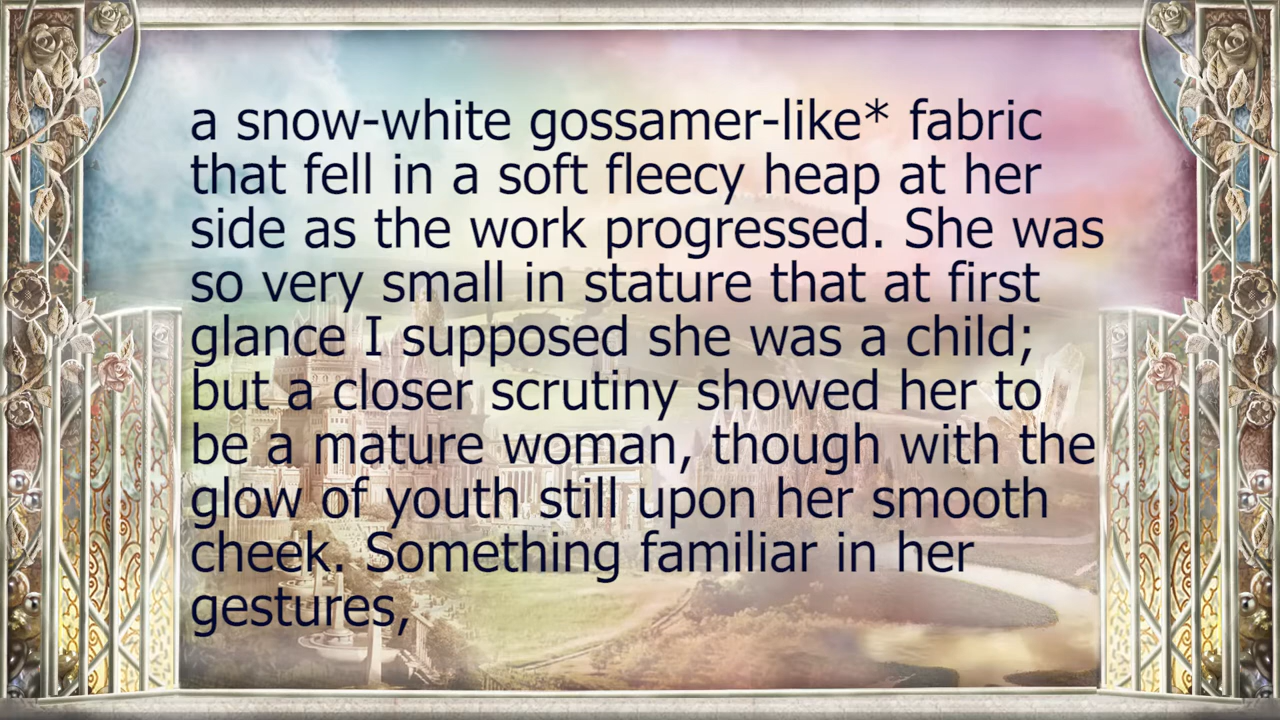 a snow-white gossamer-like* fabric
that fell in a soft fleecy heap at her
side as the work progressed. She was
so very small in stature that at first
glance I supposed she was a child;
but a closer scrutiny showed her to
be a mature woman, though with the
glow of youth still upon her smooth
cheek. Something familiar in her
gestures,